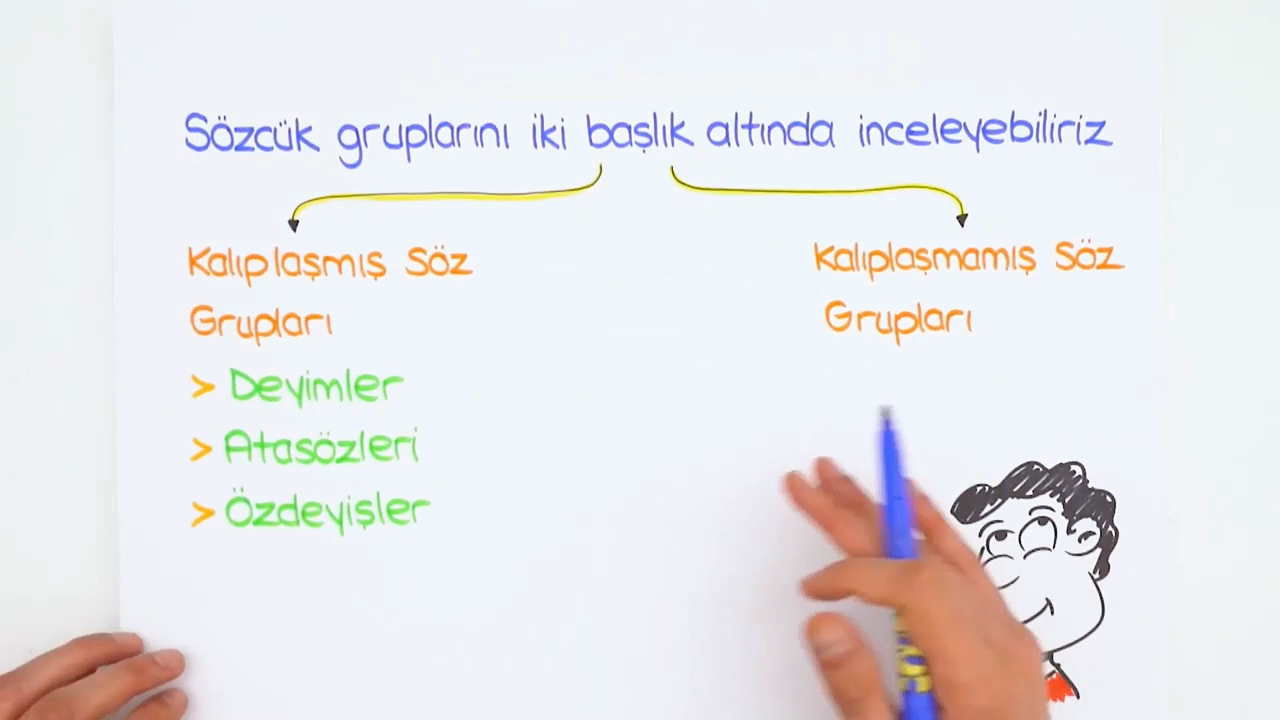 Sözcük gruplarını iki başlık altında inceleyebiliriz
Kalıplaşmış Söz
Grupları
> Deyimler
> Atasözleri
> Özdeyişler
Kalıplaşmamış Söz
Grupları